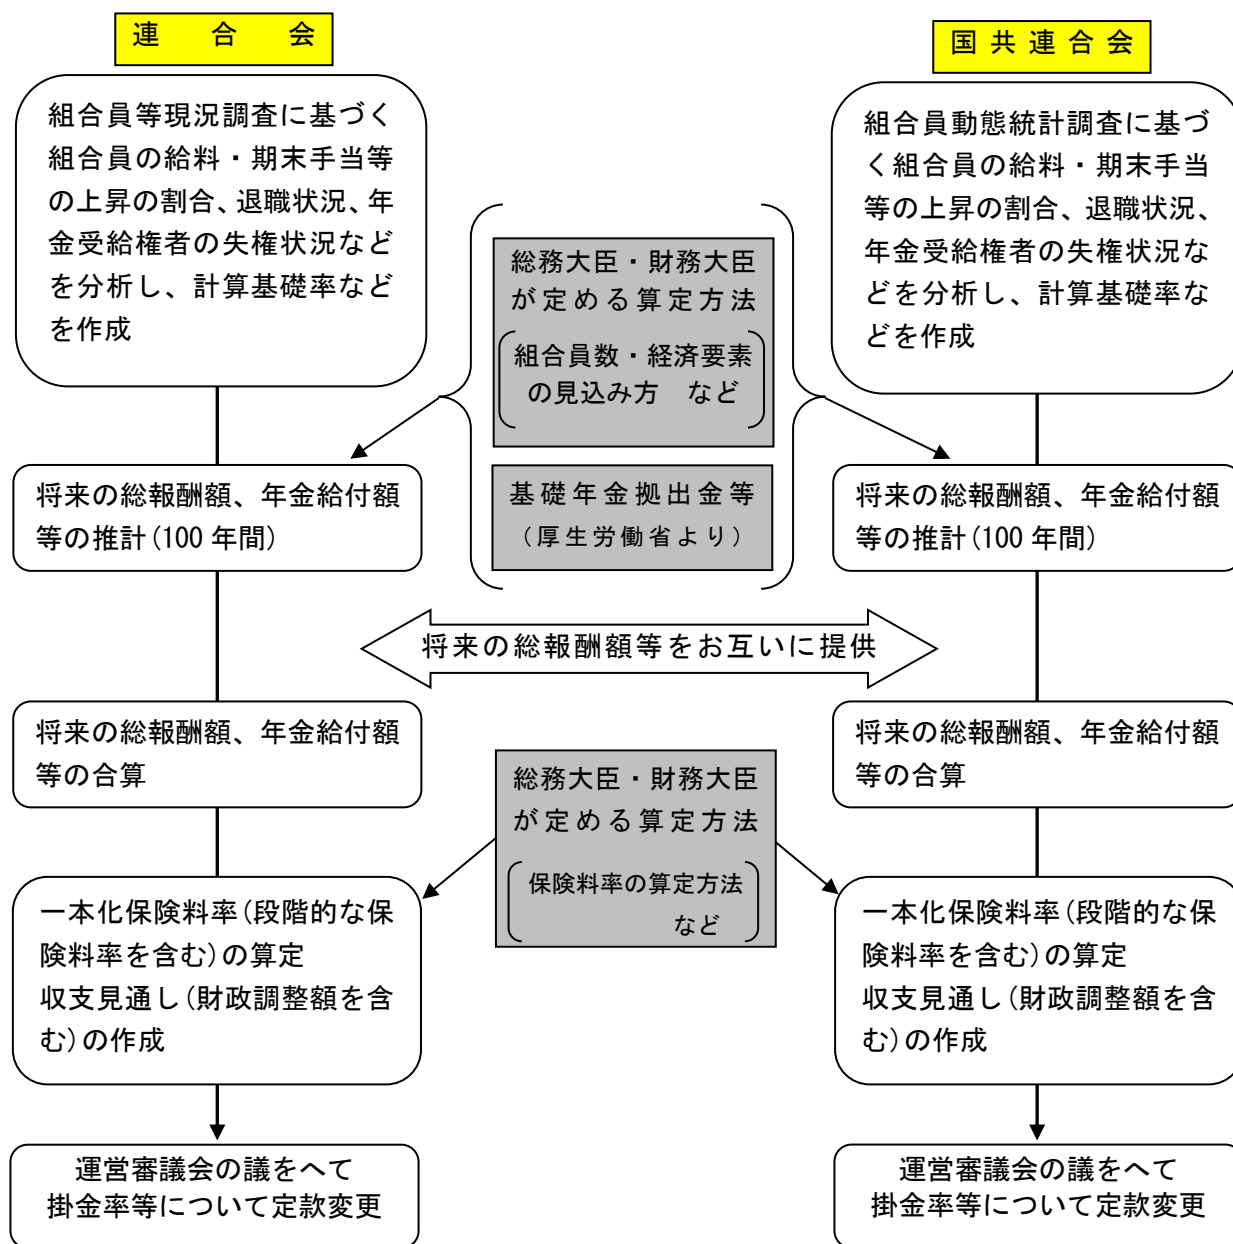 連合会
組合員等現況調査に基づく
組合員の給料・期末手当等
の上昇の割合、退職状況、年
金受給権者の失権状況など
を分析し、計算基礎率など
を作成
国共連合会
組合員動態統計調査に基づ
く組合員の給料・期末手当
等の上昇の割合、退職状況、
年金受給権者の失権状況な
どを分析し、計算基礎率な
どを作成
総務大臣・財務大臣
が定める算定方法
組合員数・経済要素
の見込み方 など
基礎年金拠出金等
（厚生労働省より）
将来の総報酬額、年金給付額
等の推計(100年間)
将来の総報酬額、年金給付額
等の推計(100年間)
将来の総報酬額等をお互いに提供
将来の総報酬額、年金給付額
等の合算
将来の総報酬額、年金給付額
等の合算
総務大臣・財務大臣
が定める算定方法
保険料率の算定方法
など
一本化保険料率(段階的な保
険料率を含む)の算定
収支見通し(財政調整額を含
む)の作成
一本化保険料率(段階的な保
険料率を含む)の算定
収支見通し(財政調整額を含
む)の作成
運営審議会の議をへて
掛金率等について定款変更
運営審議会の議をへて
掛金率等について定款変更